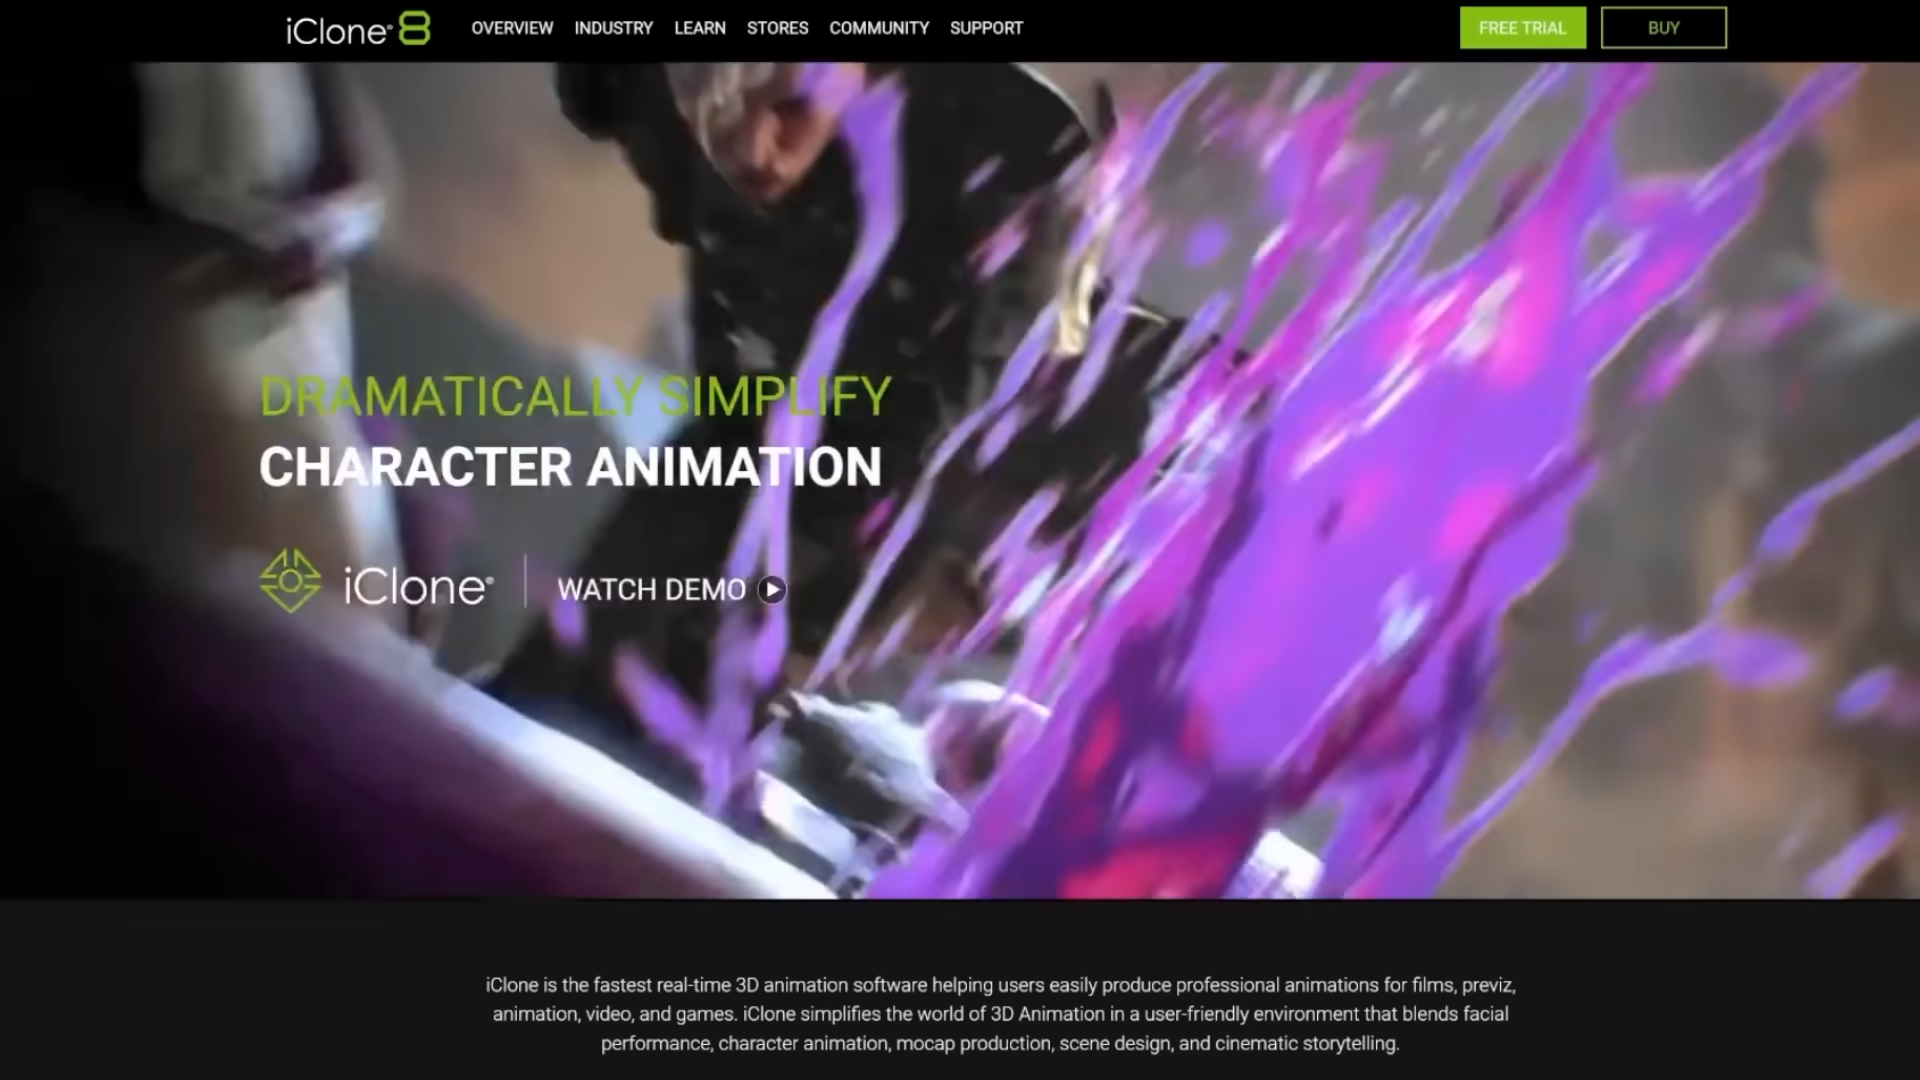 iClone® 8 OVERVIEW INDUSTRY LEARN STORES COMMUNITY SUPPORT FREE TRIAL BUY
DRAMATICALLY SIMPLIFY
CHARACTER ANIMATION
iClone® WATCH DEMO
iClone is the fastest real-time 3D animation software helping users easily produce professional animations for films, previz,
animation, video, and games. iClone simplifies the world of 3D Animation in a user-friendly environment that blends facial
performance, character animation, mocap production, scene design, and cinematic storytelling.